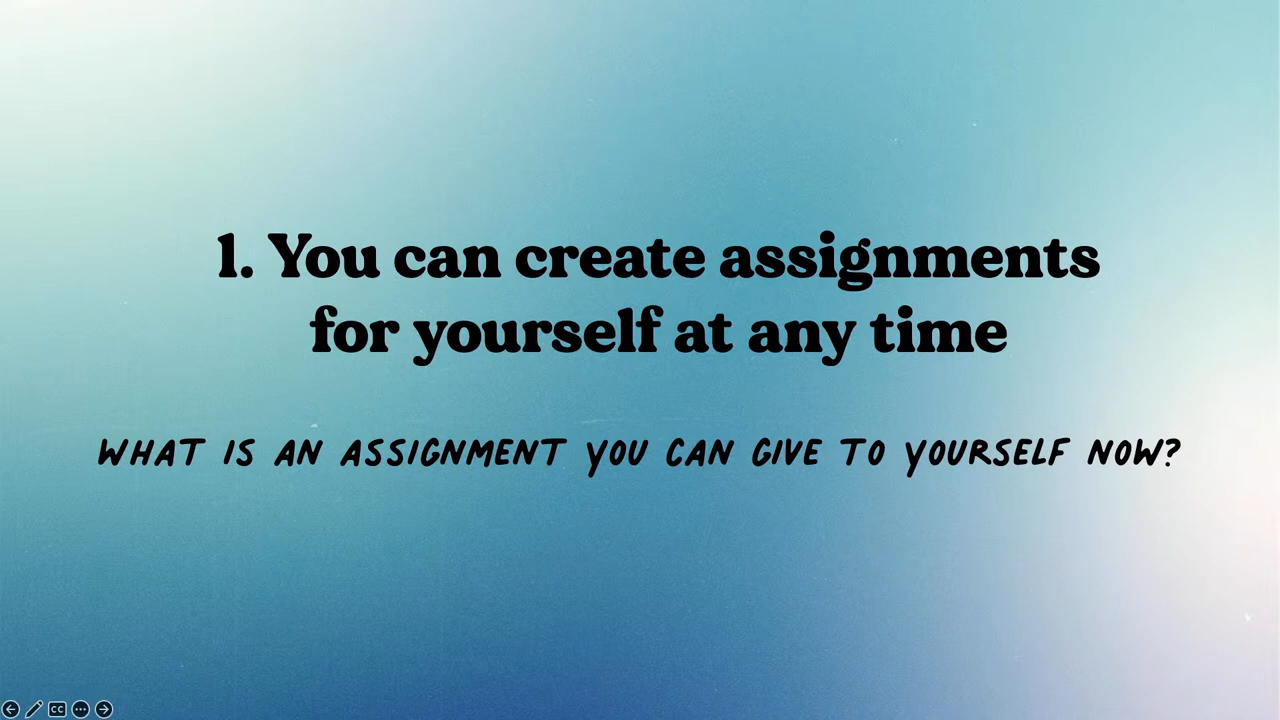 1. You can create assignments
for yourself at any time
WHAT IS AN ASSIGNMENT YOU CAN GIVE TO YOURSELF NOW?
CC